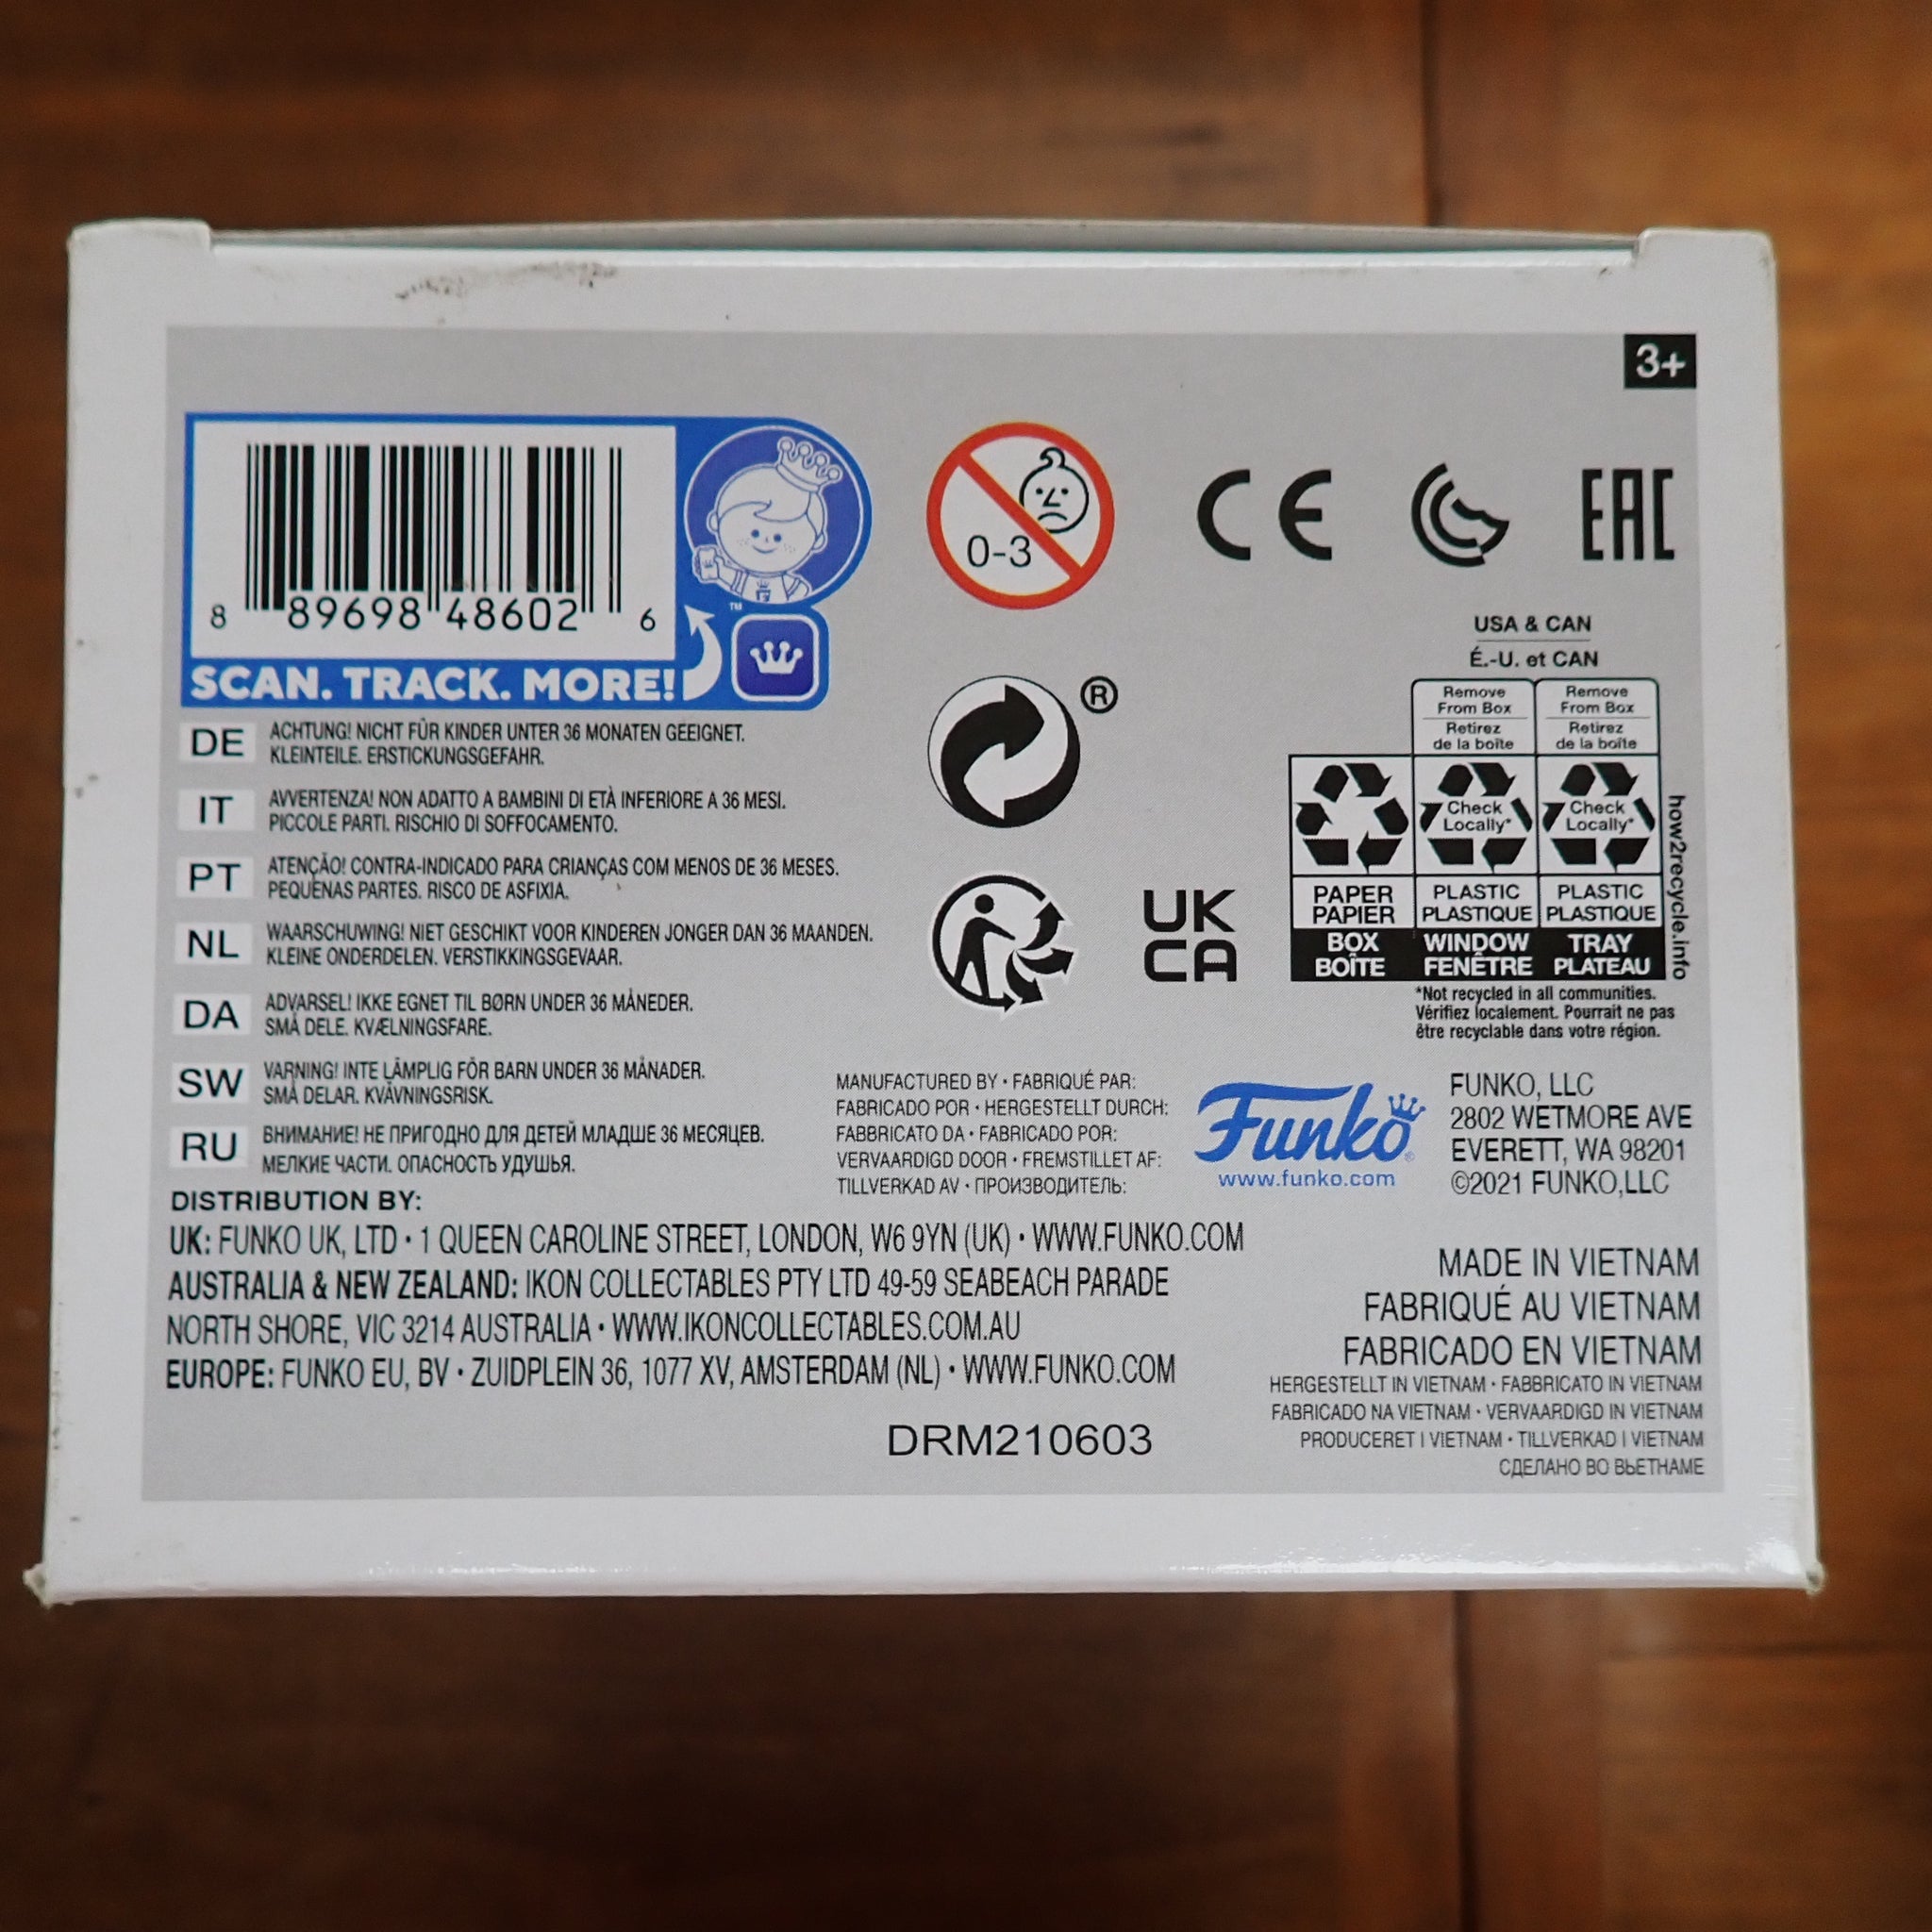 3+
8 89698 48602 6
™
SCAN. TRACK. MORE!
0-3
CE
EAC
®
UK
CA
USA & CAN
É.-U. et CAN
Remove From Box
Retirez de la boîte
Remove From Box
Retirez de la boîte
Check Locally*
Check Locally*
PAPER PAPIER
PLASTIC PLASTIQUE
PLASTIC PLASTIQUE
BOX BOÎTE
WINDOW FENÊTRE
TRAY PLATEAU
how2recycle.info
*Not recycled in all communities.
Vérifiez localement. Pourrait ne pas
être recyclable dans votre région.
DE ACHTUNG! NICHT FÜR KINDER UNTER 36 MONATEN GEEIGNET.
KLEINTEILE. ERSTICKUNGSGEFAHR.
IT AVVERTENZA! NON ADATTO A BAMBINI DI ETÀ INFERIORE A 36 MESI.
PICCOLE PARTI. RISCHIO DI SOFFOCAMENTO.
PT ATENÇÃO! CONTRA-INDICADO PARA CRIANÇAS COM MENOS DE 36 MESES.
PEQUENAS PARTES. RISCO DE ASFIXIA.
NL WAARSCHUWING! NIET GESCHIKT VOOR KINDEREN JONGER DAN 36 MAANDEN.
KLEINE ONDERDELEN. VERSTIKKINGSGEVAAR.
DA ADVARSEL! IKKE EGNET TIL BØRN UNDER 36 MÅNEDER.
SMÅ DELE. KVÆLNINGSFARE.
SW VARNING! INTE LÄMPLIG FÖR BARN UNDER 36 MÅNADER.
SMÅ DELAR. KVÄVNINGSRISK.
RU ВНИМАНИЕ! НЕ ПРИГОДНО ДЛЯ ДЕТЕЙ МЛАДШЕ 36 МЕСЯЦЕВ.
МЕЛКИЕ ЧАСТИ. ОПАСНОСТЬ УДУШЬЯ.
MANUFACTURED BY • FABRIQUÉ PAR:
FABRICADO POR • HERGESTELLT DURCH:
FABBRICATO DA • FABRICADO POR:
VERVAARDIGD DOOR • FREMSTILLET AF:
TILLVERKAD AV • ПРОИЗВОДИТЕЛЬ:
Funko®
www.funko.com
FUNKO, LLC
2802 WETMORE AVE
EVERETT, WA 98201
©2021 FUNKO,LLC
DISTRIBUTION BY:
UK: FUNKO UK, LTD • 1 QUEEN CAROLINE STREET, LONDON, W6 9YN (UK) • WWW.FUNKO.COM
AUSTRALIA & NEW ZEALAND: IKON COLLECTABLES PTY LTD 49-59 SEABEACH PARADE
NORTH SHORE, VIC 3214 AUSTRALIA • WWW.IKONCOLLECTABLES.COM.AU
EUROPE: FUNKO EU, BV • ZUIDPLEIN 36, 1077 XV, AMSTERDAM (NL) • WWW.FUNKO.COM
DRM210603
MADE IN VIETNAM
FABRIQUÉ AU VIETNAM
FABRICADO EN VIETNAM
HERGESTELLT IN VIETNAM • FABBRICATO IN VIETNAM
FABRICADO NA VIETNAM • VERVAARDIGD IN VIETNAM
PRODUCERET I VIETNAM • TILLVERKAD I VIETNAM
СДЕЛАНО ВО ВЬЕТНАМЕ